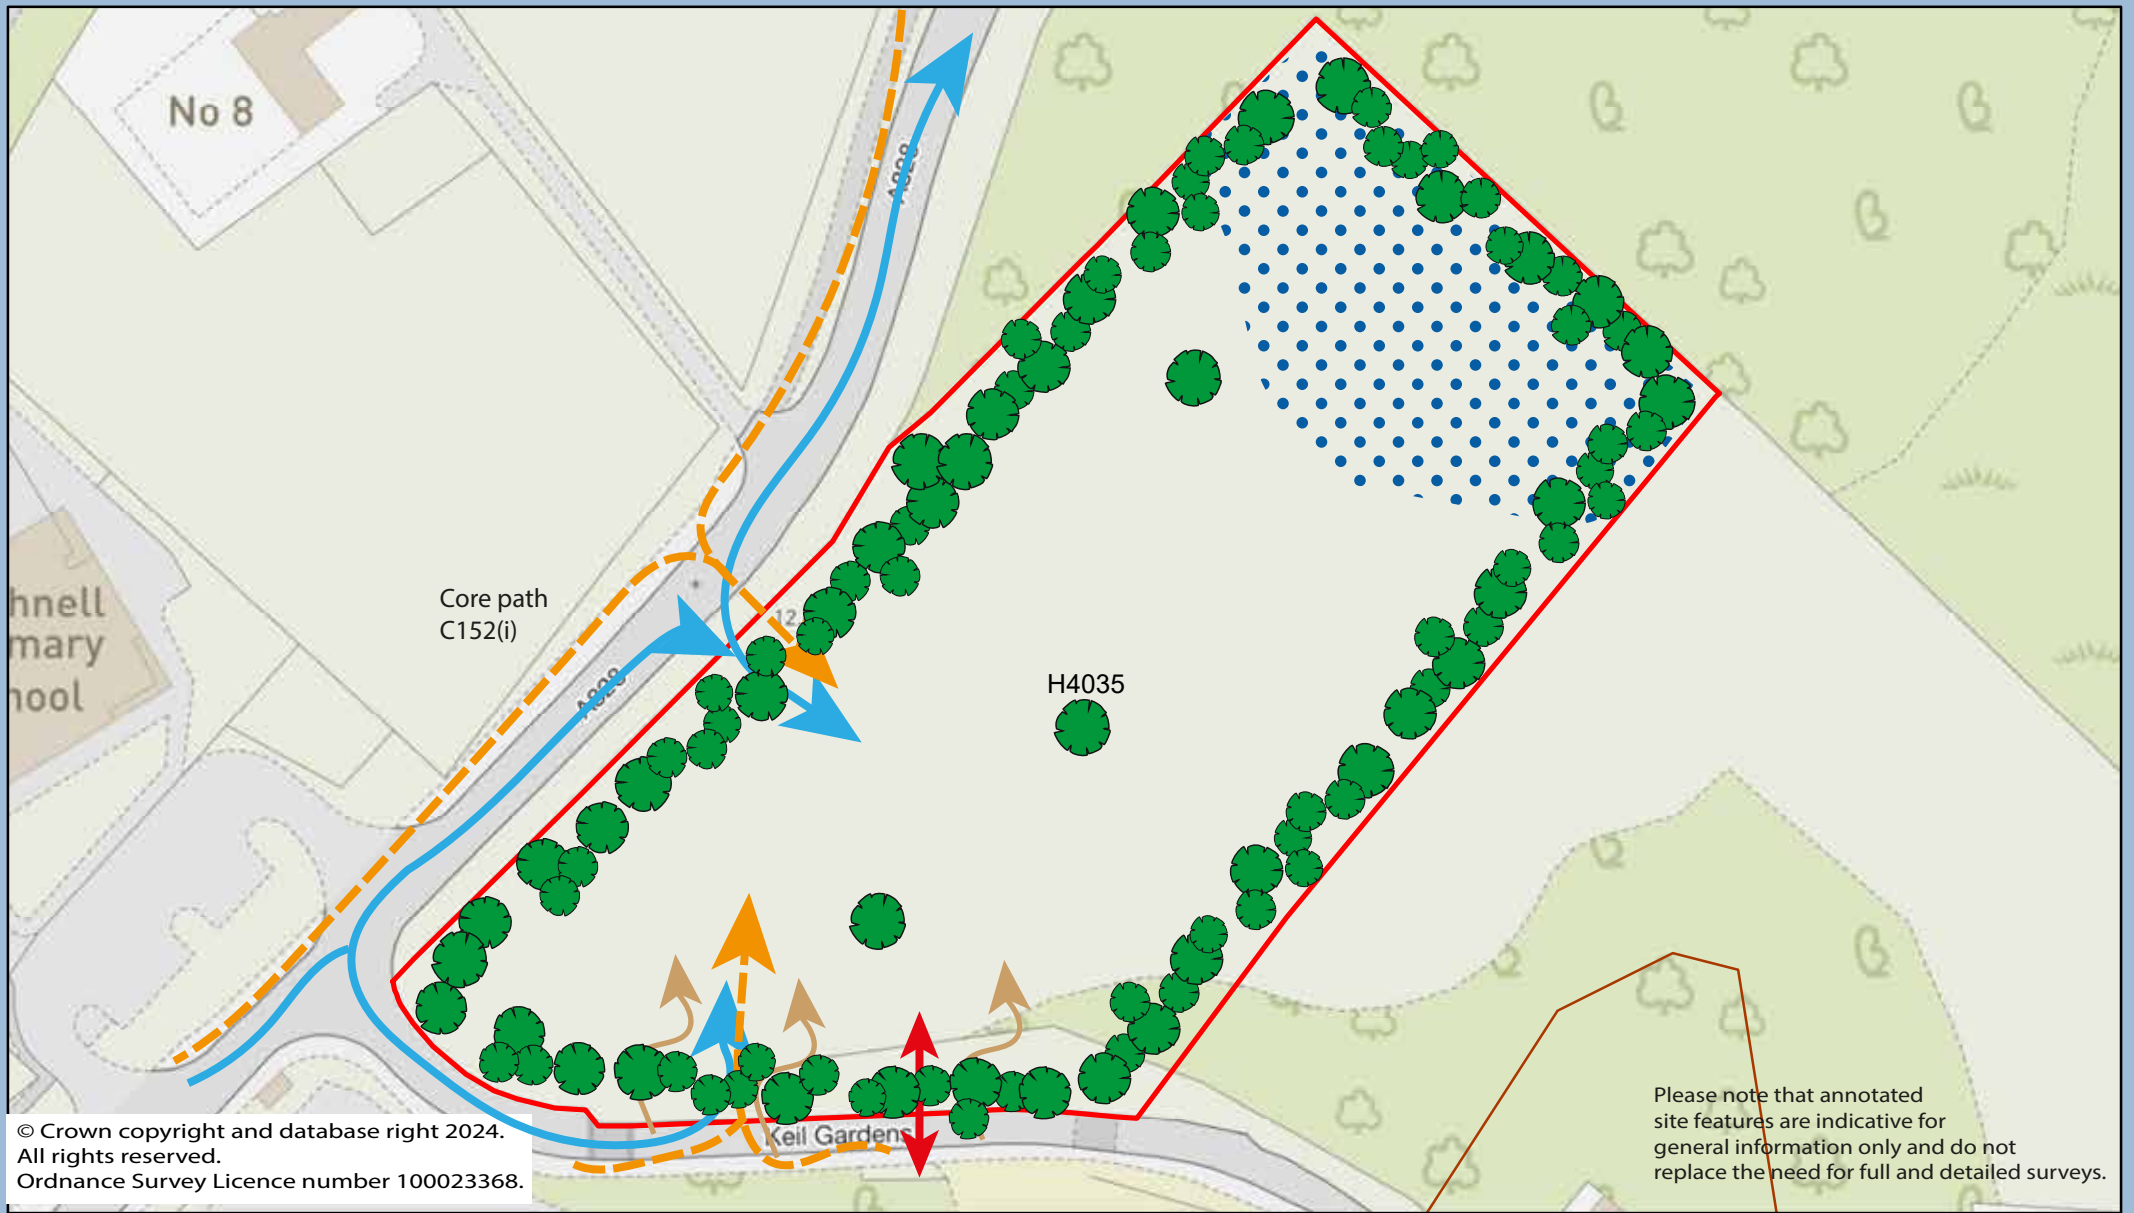 No 8
A828
Core path
C152(i)
12
hnell
mary
hool
A828
H4035
Keil Gardens
Please note that annotated
site features are indicative for
general information only and do not
replace the need for full and detailed surveys.
© Crown copyright and database right 2024.
All rights reserved.
Ordnance Survey Licence number 100023368.